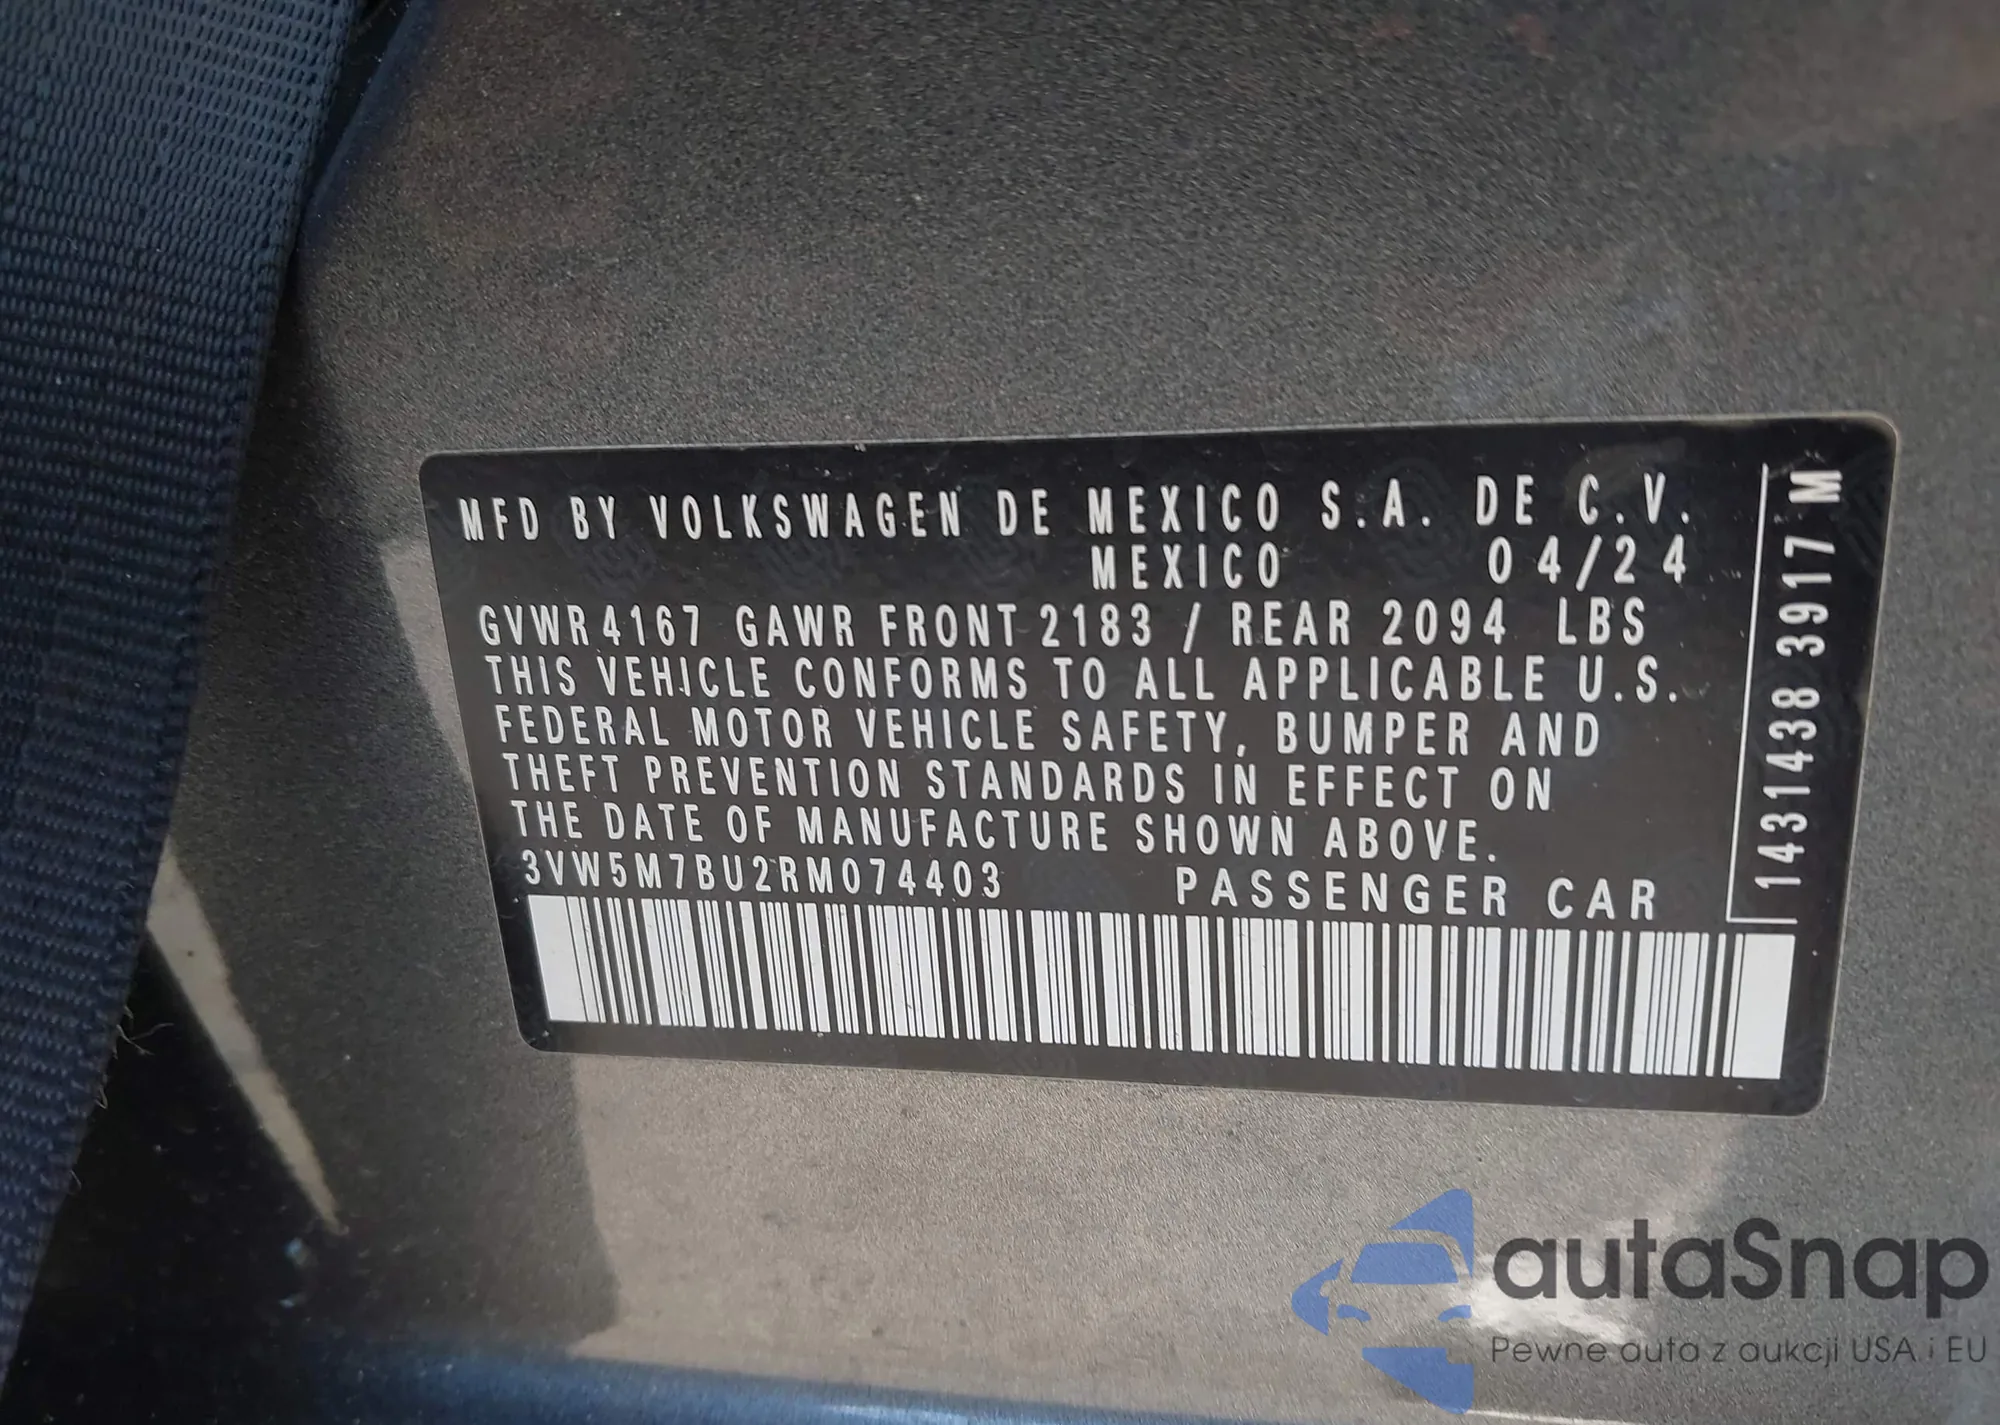 MFD BY VOLKSWAGEN DE MEXICO S.A. DE C.V.
MEXICO 04/24
GVWR 4167 GAWR FRONT 2183 / REAR 2094 LBS
THIS VEHICLE CONFORMS TO ALL APPLICABLE U.S.
FEDERAL MOTOR VEHICLE SAFETY, BUMPER AND
THEFT PREVENTION STANDARDS IN EFFECT ON
THE DATE OF MANUFACTURE SHOWN ABOVE.
3VW5M7BU2RM074403 PASSENGER CAR
1431438 3917 M
autaSnap
Pewne auta z aukcji USA i EU